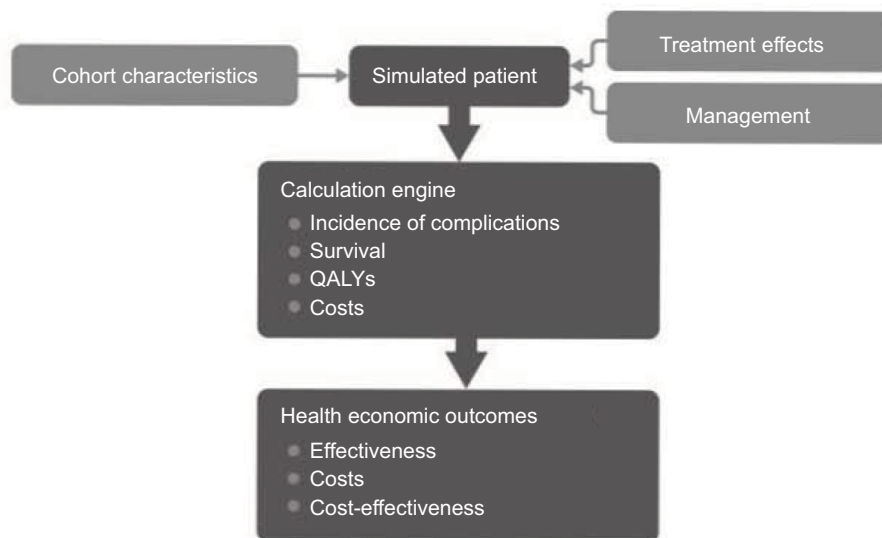 Cohort characteristics
Simulated patient
Treatment effects
Management
Calculation engine
Incidence of complications
Survival
QALYs
Costs
Health economic outcomes
Effectiveness
Costs
Cost-effectiveness